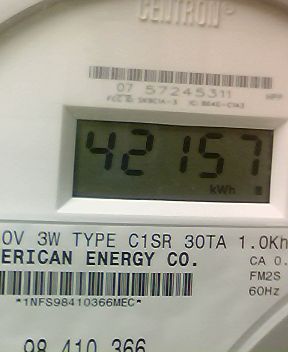 CENTRON®
07 57245311
42157
kWh
0V 3W TYPE C1SR 30TA 1.0Kh
ERICAN ENERGY CO.
CA 0.
FM2S
60Hz
*1NFS98410366MEC*
98 410 366